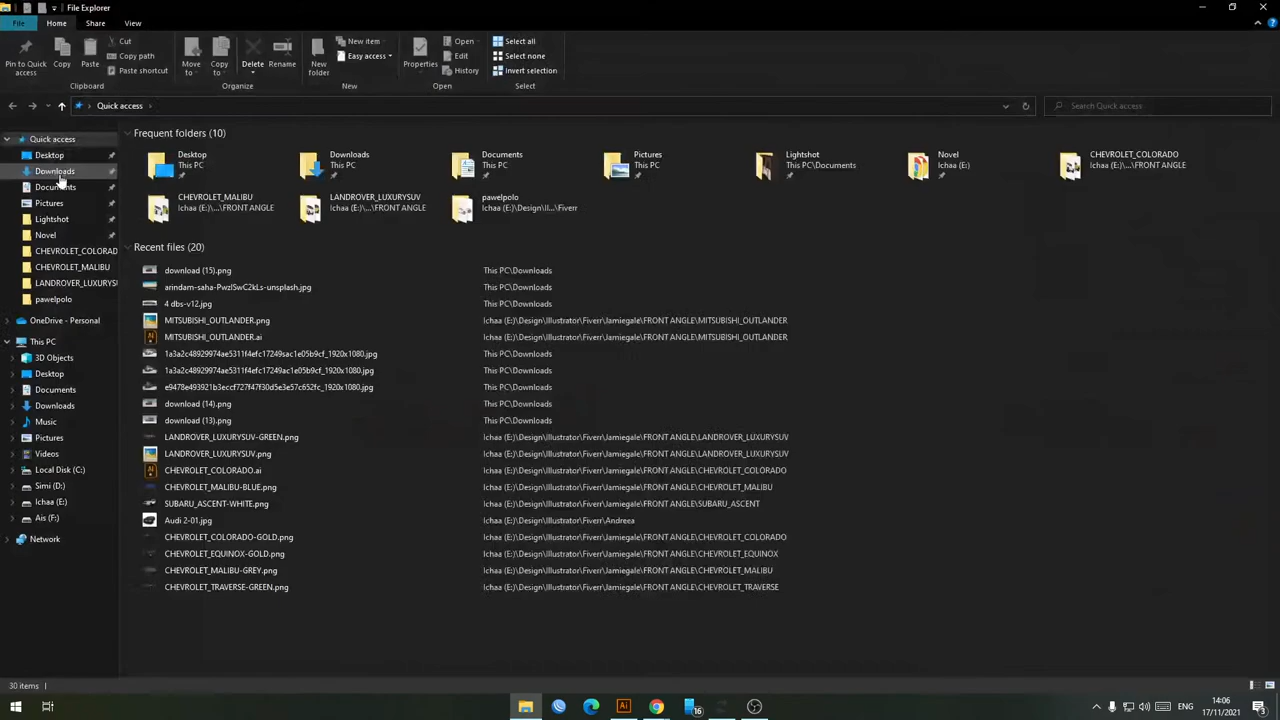 File Explorer
File Home Share View
Pin to Quick access
Copy
Paste
Cut
Copy path
Paste shortcut
Clipboard
Move to
Copy to
Delete
Rename
Organize
New folder
New item
Easy access
New
Properties
Open
Edit
History
Open
Select all
Select none
Invert selection
Select
Quick access
Search Quick access
Quick access
Desktop
Downloads
Documents
Pictures
Lightshot
Novel
CHEVROLET_COLORAD
CHEVROLET_MALIBU
LANDROVER_LUXURYSU
pawelpolo
OneDrive - Personal
This PC
3D Objects
Desktop
Documents
Downloads
Music
Pictures
Videos
Local Disk (C:)
Simi (D:)
Ichaa (E:)
Ais (F:)
Network
Frequent folders (10)
Desktop
This PC
Downloads
This PC
Documents
This PC
Pictures
This PC
Lightshot
This PC\Documents
Novel
Ichaa (E:)
CHEVROLET_COLORADO
Ichaa (E:)\...\FRONT ANGLE
CHEVROLET_MALIBU
Ichaa (E:)\...\FRONT ANGLE
LANDROVER_LUXURYSUV
Ichaa (E:)\...\FRONT ANGLE
pawelpolo
Ichaa (E:)\Design\Il...\Fiverr
Recent files (20)
download (15).png This PC\Downloads
arindam-saha-PwzlSwC2kLs-unsplash.jpg This PC\Downloads
4 dbs-v12.jpg This PC\Downloads
MITSUBISHI_OUTLANDER.png Ichaa (E:)\Design\Illustrator\Fiverr\Jamiegale\FRONT ANGLE\MITSUBISHI_OUTLANDER
MITSUBISHI_OUTLANDER.ai Ichaa (E:)\Design\Illustrator\Fiverr\Jamiegale\FRONT ANGLE\MITSUBISHI_OUTLANDER
1a3a2c48929974ae5311f4efc17249sac1e05b9cf_1920x1080.jpg This PC\Downloads
1a3a2c48929974ae5311f4efc17249ac1e05b9cf_1920x1080.jpg This PC\Downloads
e9478e493921b3eccf727f47f30d5e3e57c652fc_1920x1080.jpg This PC\Downloads
download (14).png This PC\Downloads
download (13).png This PC\Downloads
LANDROVER_LUXURYSUV-GREEN.png Ichaa (E:)\Design\Illustrator\Fiverr\Jamiegale\FRONT ANGLE\LANDROVER_LUXURYSUV
LANDROVER_LUXURYSUV.png Ichaa (E:)\Design\Illustrator\Fiverr\Jamiegale\FRONT ANGLE\LANDROVER_LUXURYSUV
CHEVROLET_COLORADO.ai Ichaa (E:)\Design\Illustrator\Fiverr\Jamiegale\FRONT ANGLE\CHEVROLET_COLORADO
CHEVROLET_MALIBU-BLUE.png Ichaa (E:)\Design\Illustrator\Fiverr\Jamiegale\FRONT ANGLE\CHEVROLET_MALIBU
SUBARU_ASCENT-WHITE.png Ichaa (E:)\Design\Illustrator\Fiverr\Jamiegale\FRONT ANGLE\SUBARU_ASCENT
Audi 2-01.jpg Ichaa (E:)\Design\Illustrator\Fiverr\Andreea
CHEVROLET_COLORADO-GOLD.png Ichaa (E:)\Design\Illustrator\Fiverr\Jamiegale\FRONT ANGLE\CHEVROLET_COLORADO
CHEVROLET_EQUINOX-GOLD.png Ichaa (E:)\Design\Illustrator\Fiverr\Jamiegale\FRONT ANGLE\CHEVROLET_EQUINOX
CHEVROLET_MALIBU-GREY.png Ichaa (E:)\Design\Illustrator\Fiverr\Jamiegale\FRONT ANGLE\CHEVROLET_MALIBU
CHEVROLET_TRAVERSE-GREEN.png Ichaa (E:)\Design\Illustrator\Fiverr\Jamiegale\FRONT ANGLE\CHEVROLET_TRAVERSE
30 items
Ai
16
ENG
14:06
17/11/2021
3